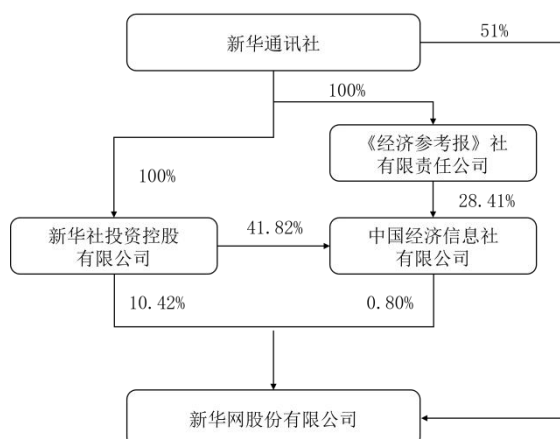 新华通讯社
51%
100%
《经济参考报》社
有限责任公司
100%
28.41%
新华社投资控股
有限公司
41.82%
中国经济信息社
有限公司
10.42%
0.80%
新华网股份有限公司